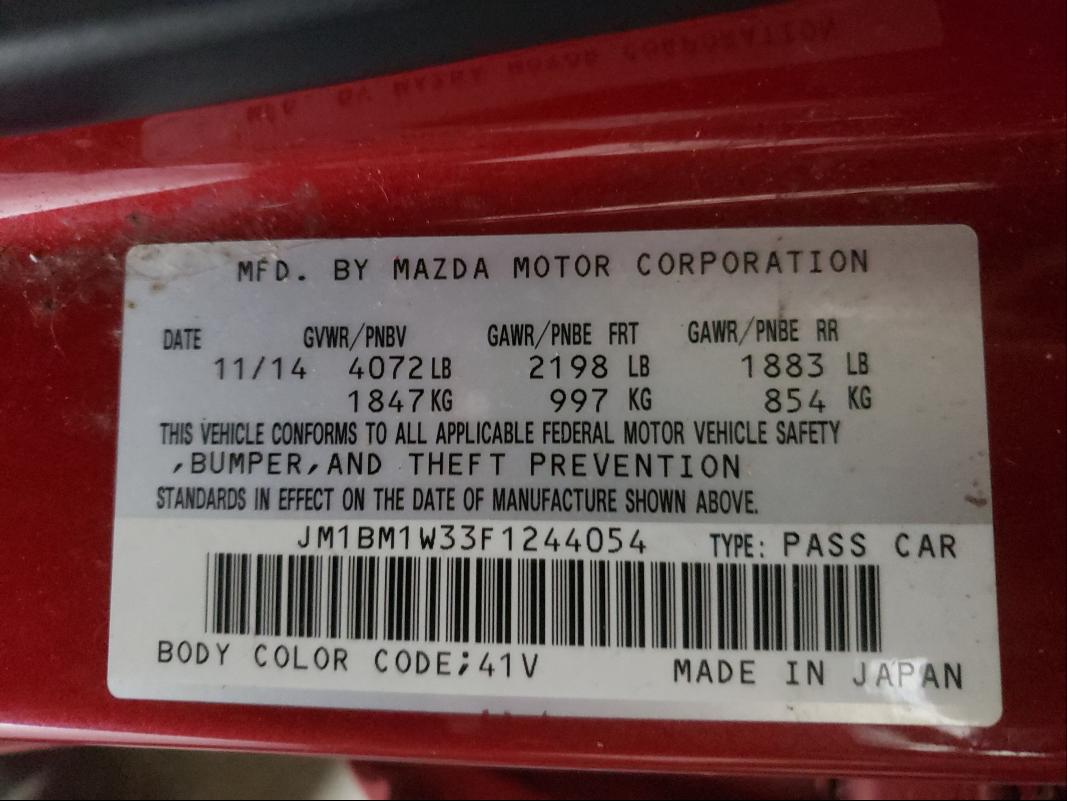 MFD. BY MAZDA MOTOR CORPORATION
DATE GVWR/PNBV GAWR/PNBE FRT GAWR/PNBE RR
11/14 4072 LB 2198 LB 1883 LB
1847 KG 997 KG 854 KG
THIS VEHICLE CONFORMS TO ALL APPLICABLE FEDERAL MOTOR VEHICLE SAFETY
,BUMPER,AND THEFT PREVENTION
STANDARDS IN EFFECT ON THE DATE OF MANUFACTURE SHOWN ABOVE.
JM1BM1W33F1244054 TYPE: PASS CAR
BODY COLOR CODE;41V MADE IN JAPAN